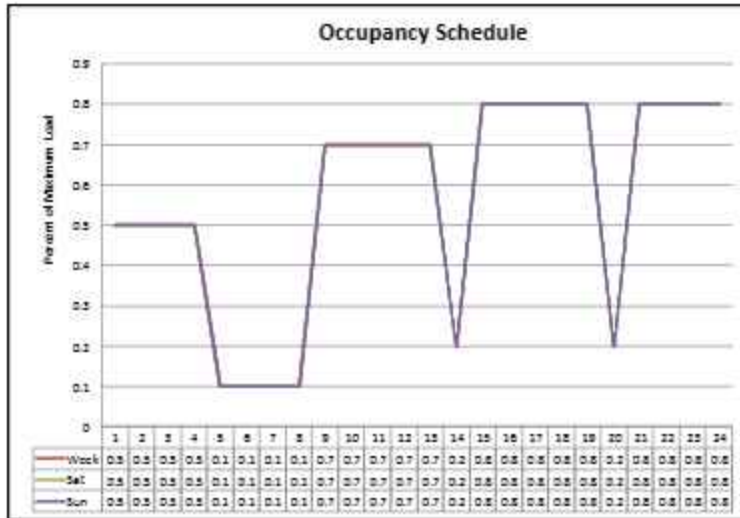 Occupancy Schedule
Percent of Maximum Load
0.9
0.8
0.7
0.6
0.5
0.4
0.3
0.2
0.1
0
1 2 3 4 5 6 7 8 9 10 11 12 13 14 15 16 17 18 19 20 21 22 23 24
Week 0.5 0.5 0.5 0.5 0.1 0.1 0.1 0.1 0.7 0.7 0.7 0.7 0.7 0.2 0.8 0.8 0.8 0.8 0.8 0.2 0.8 0.8 0.8 0.8
Sat 0.5 0.5 0.5 0.5 0.1 0.1 0.1 0.1 0.7 0.7 0.7 0.7 0.7 0.2 0.8 0.8 0.8 0.8 0.8 0.2 0.8 0.8 0.8 0.8
Sun 0.5 0.5 0.5 0.5 0.1 0.1 0.1 0.1 0.7 0.7 0.7 0.7 0.7 0.2 0.8 0.8 0.8 0.8 0.8 0.2 0.8 0.8 0.8 0.8